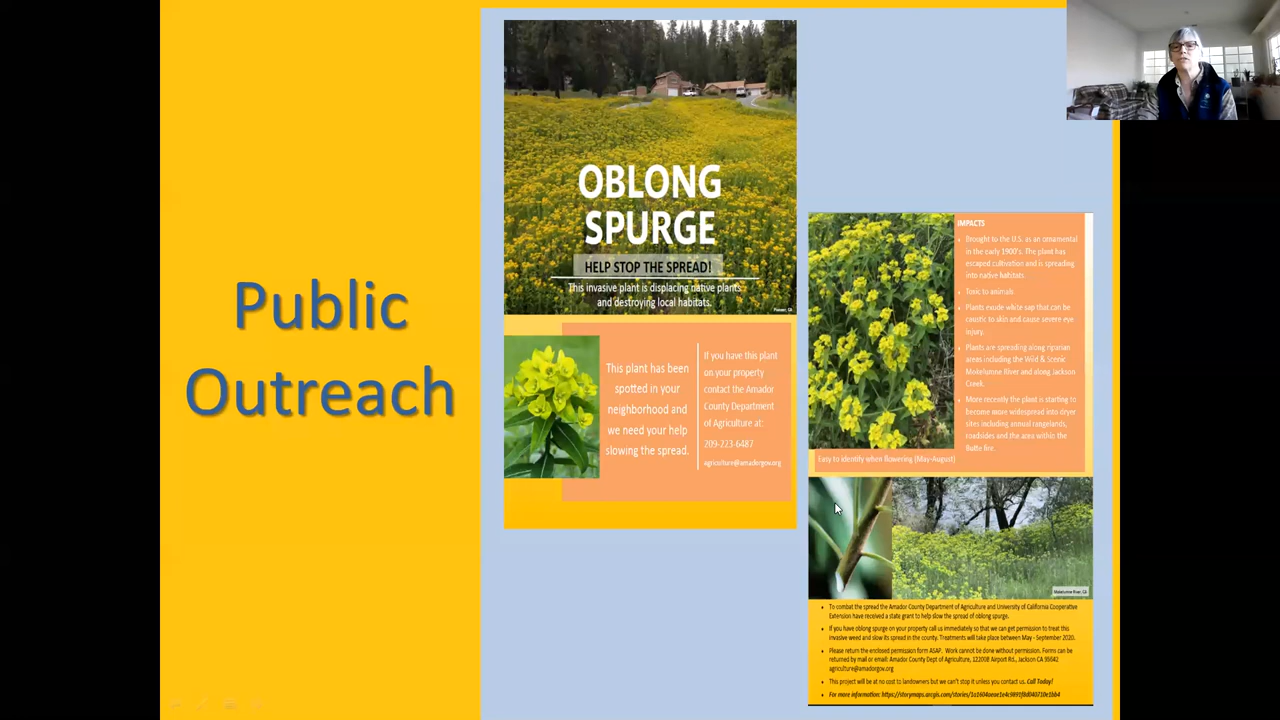 Public
Outreach
OBLONG
SPURGE
HELP STOP THE SPREAD!
This invasive plant is displacing native plants
and destroying local habitats.
Pioneer, CA
This plant has been
spotted in your
neighborhood and
we need your help
slowing the spread.
If you have this plant
on your property
contact the Amador
County Department
of Agriculture at:
209-223-6487
agriculture@amadorgov.org
IMPACTS
Brought to the U.S. as an ornamental
in the early 1900's. The plant has
escaped cultivation and is spreading
into native habitats.
Toxic to animals.
Plants exude white sap that can be
caustic to skin and cause severe eye
injury.
Plants are spreading along riparian
areas including the Wild & Scenic
Mokelumne River and along Jackson
Creek.
More recently the plant is starting to
become more widespread into dryer
sites including annual rangelands,
roadsides and the area within the
Butte fire.
Easy to identify when flowering (May-August)
Mokelumne River, CA
To combat the spread the Amador County Department of Agriculture and University of California Cooperative
Extension have received a state grant to help slow the spread of oblong spurge.
If you have oblong spurge on your property call us immediately so that we can get permission to treat this
invasive weed and slow its spread in the county. Treatments will take place between May - September 2020.
Please return the enclosed permission form ASAP. Work cannot be done without permission. Forms can be
returned by mail or email: Amador County Dept of Agriculture, 12200B Airport Rd., Jackson CA 95642
agriculture@amadorgov.org
This project will be at no cost to landowners but we can't stop it unless you contact us. Call Today!
For more information: